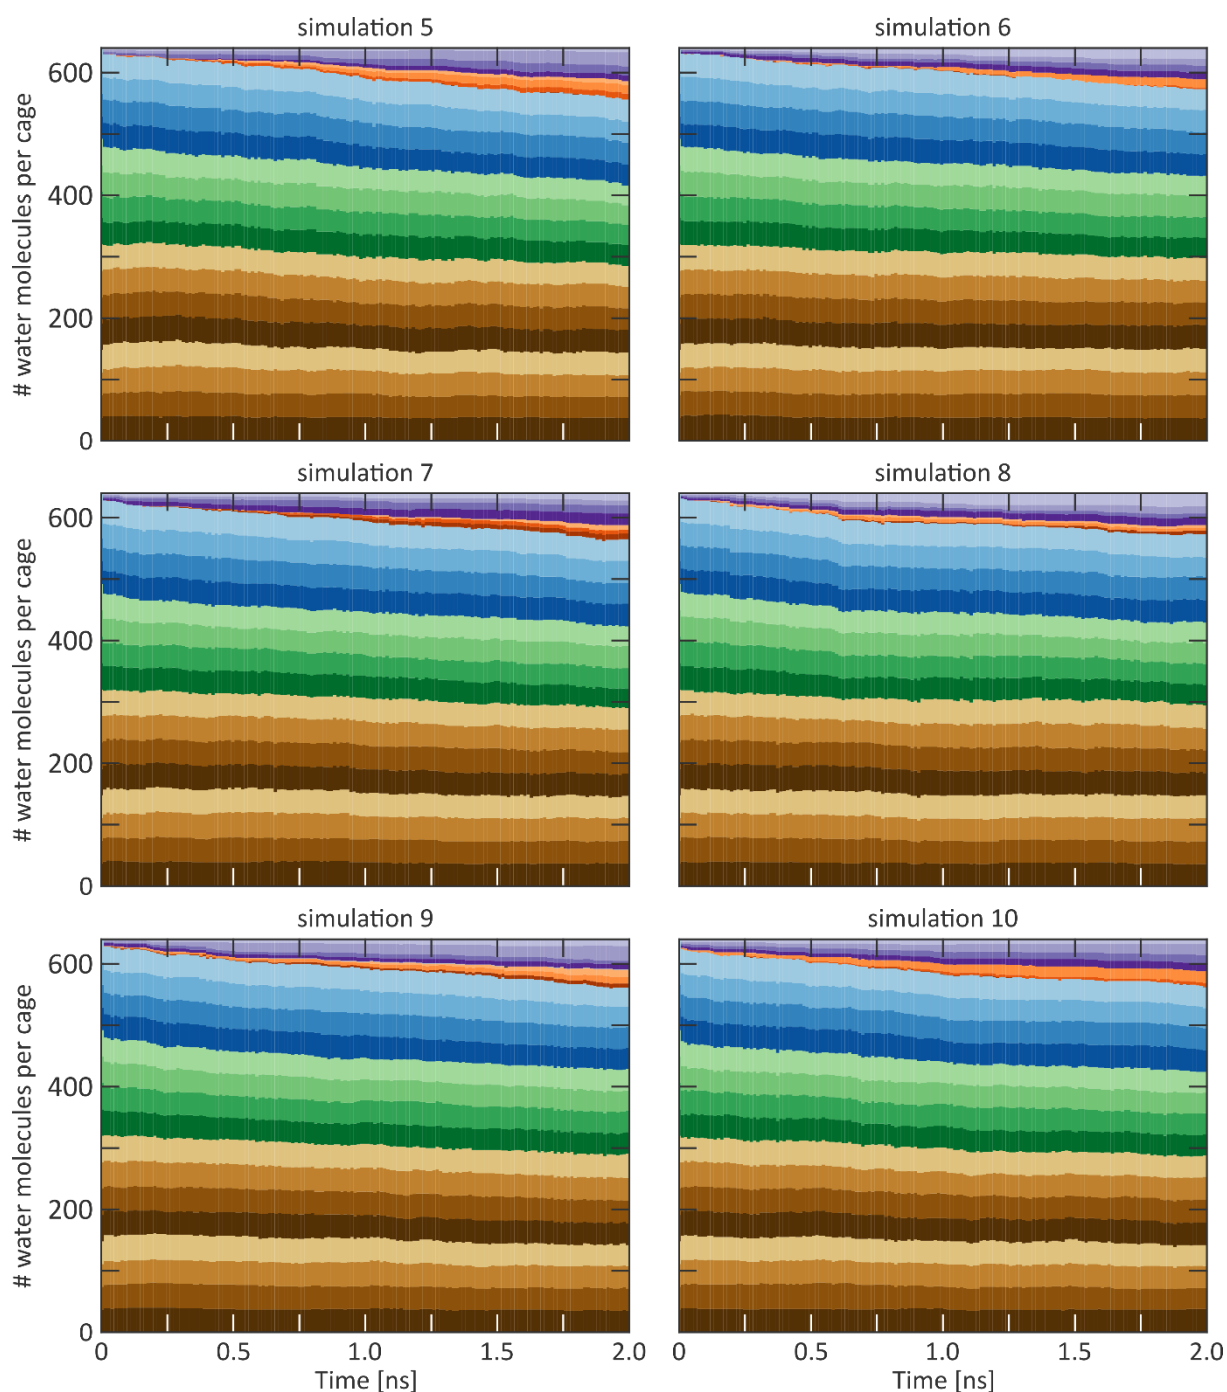 simulation 5
simulation 6
# water molecules per cage
600
400
200
0
simulation 7
simulation 8
# water molecules per cage
600
400
200
0
simulation 9
simulation 10
# water molecules per cage
600
400
200
0
0 0.5 1.0 1.5 2.0
0 0.5 1.0 1.5 2.0
Time [ns]
Time [ns]